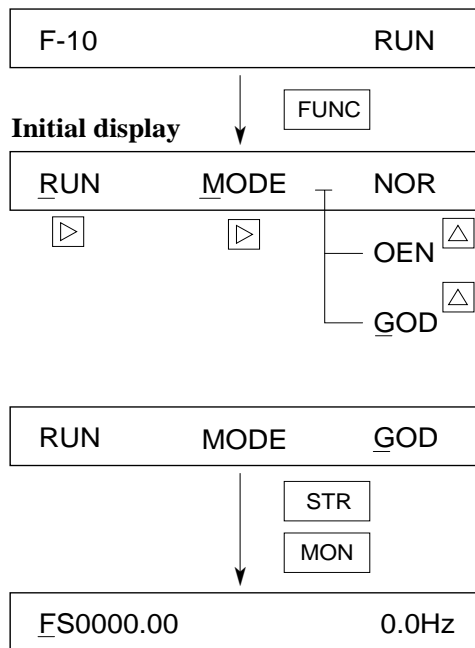 F-10 RUN
FUNC
Initial display
RUN MODE NOR
OEN
GOD
RUN MODE GOD
STR
MON
FS0000.00 0.0Hz